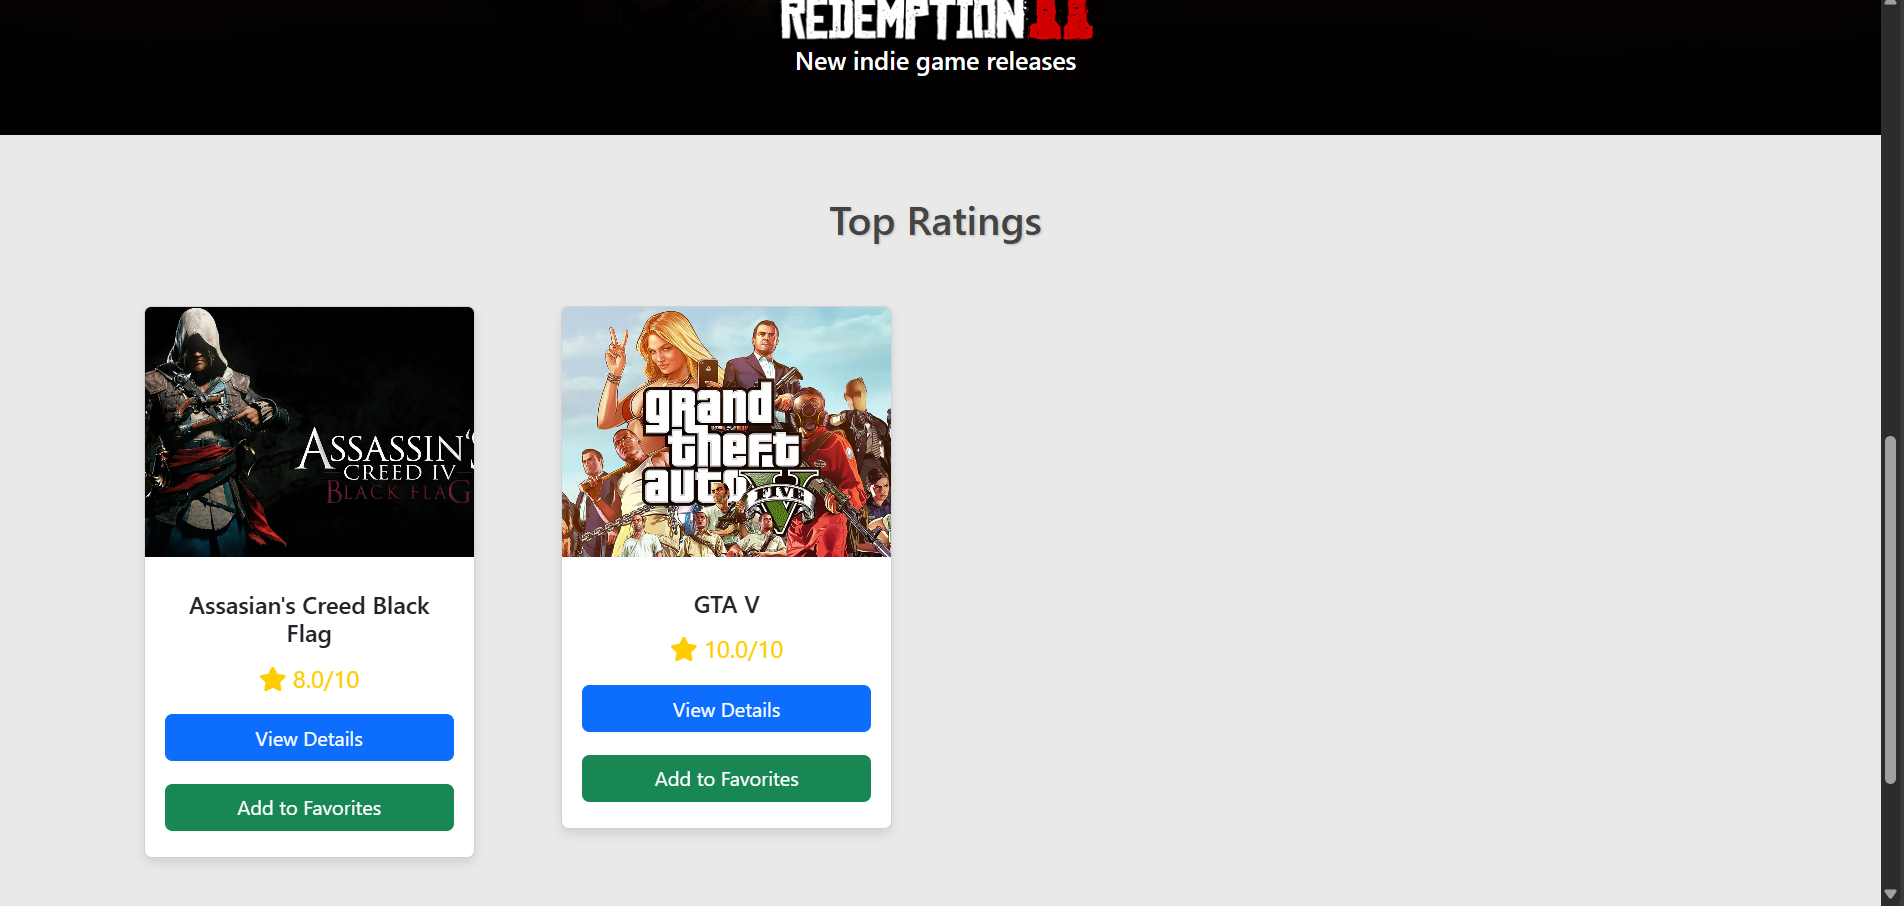 REDEMPTION II
New indie game releases
Top Ratings
ASSASSIN'S
CREED IV
BLACK FLAG
Assasian's Creed Black
Flag
8.0/10
View Details
Add to Favorites
grand
theft
auto
FIVE
GTA V
10.0/10
View Details
Add to Favorites